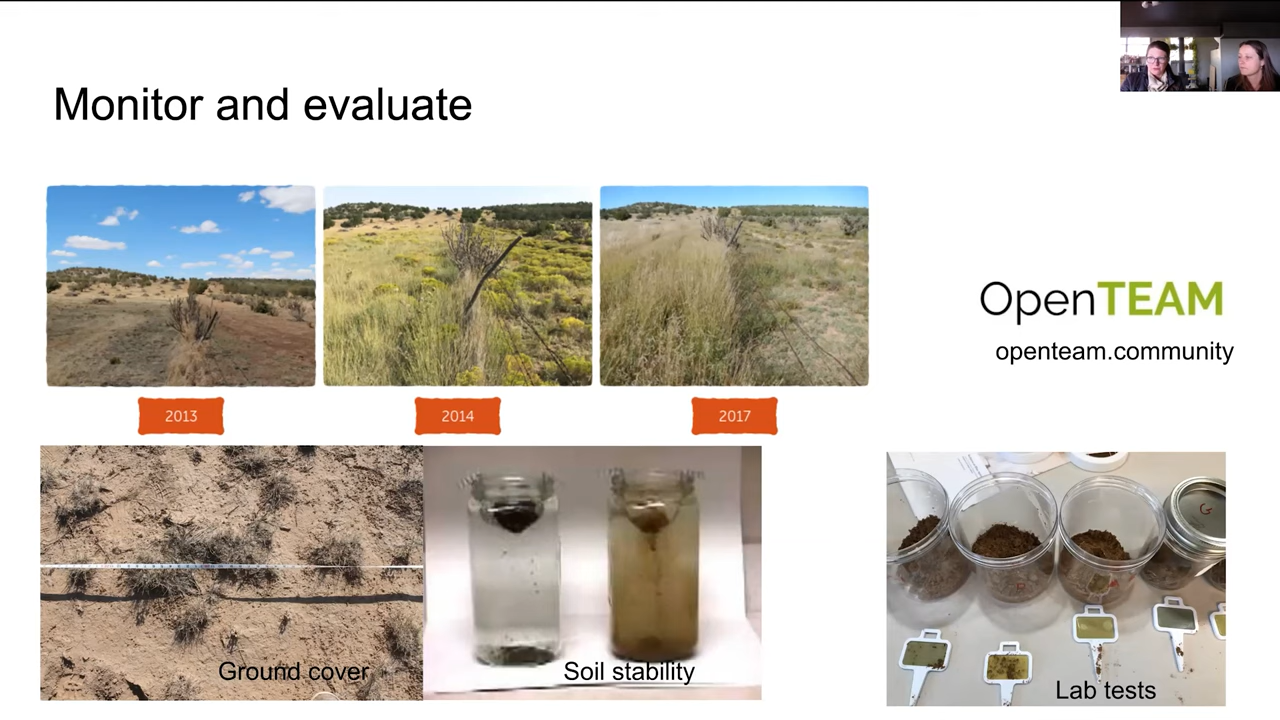 Monitor and evaluate
OpenTEAM
openteam.community
2013
2014
2017
Ground cover
Soil stability
G
Lab tests